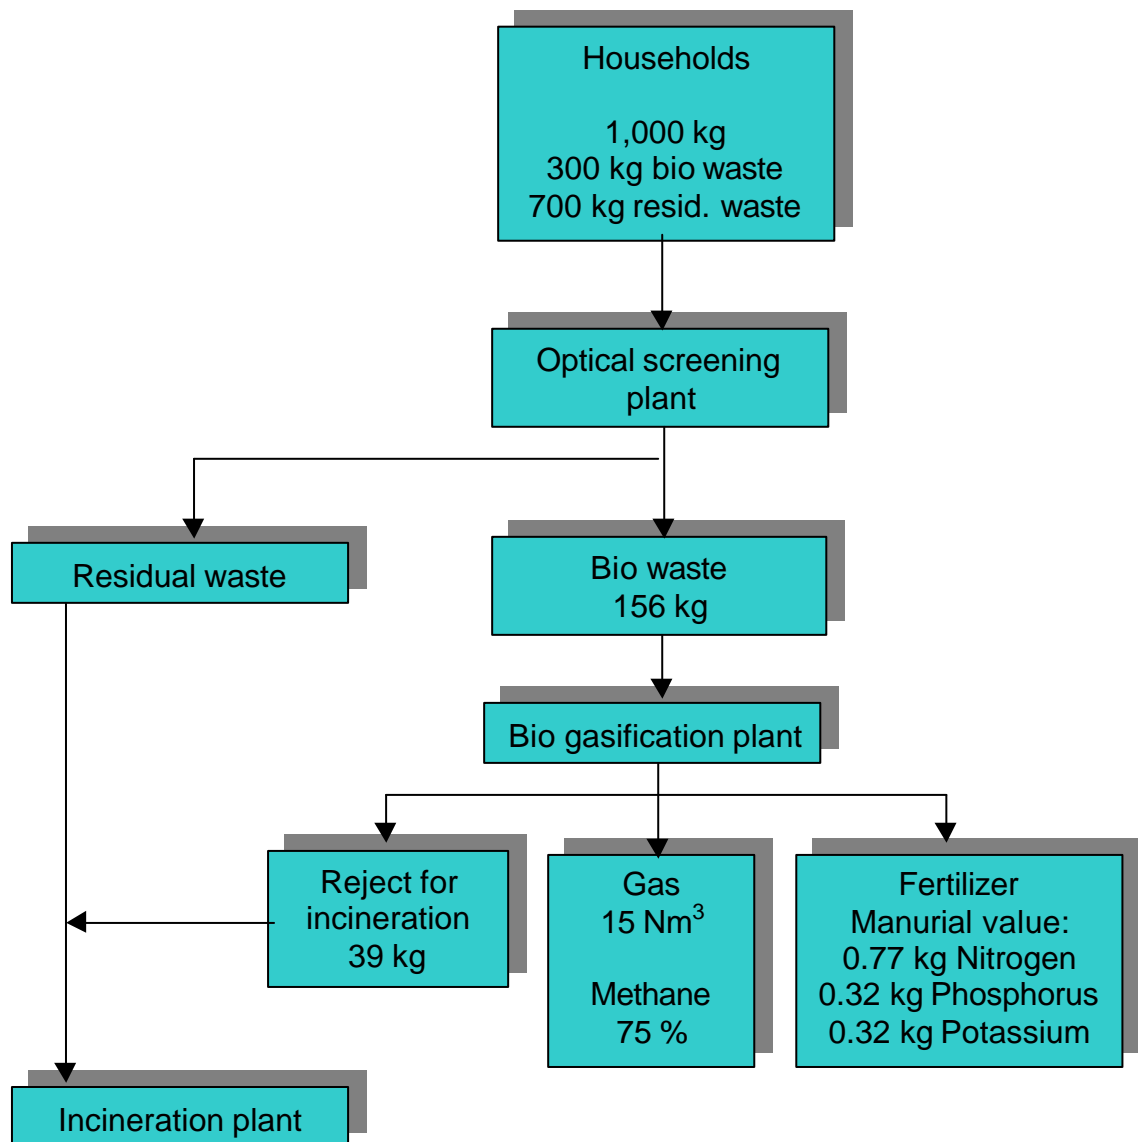 Households
1,000 kg
300 kg bio waste
700 kg resid. waste
Optical screening
plant
Residual waste
Bio waste
156 kg
Bio gasification plant
Reject for
incineration
39 kg
Gas
15 Nm³
Methane
75 %
Fertilizer
Manurial value:
0.77 kg Nitrogen
0.32 kg Phosphorus
0.32 kg Potassium
Incineration plant